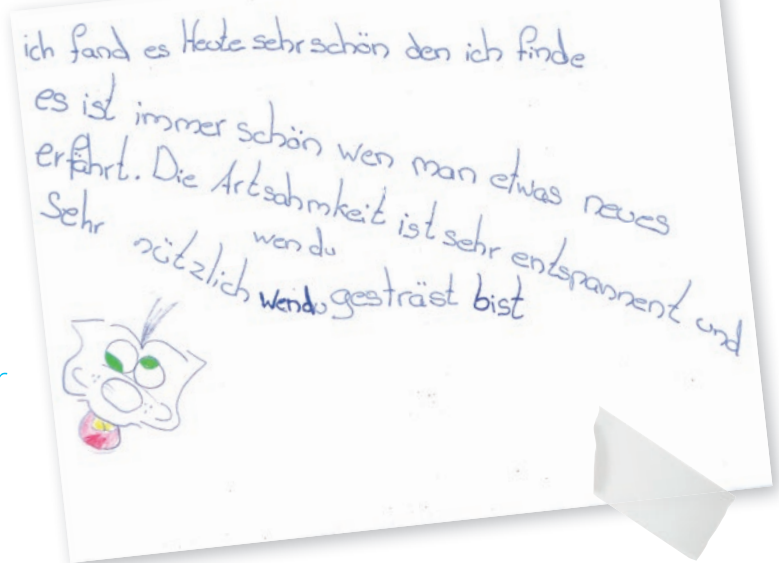 ich fand es Heute sehr schön den ich finde
es ist immer schön wen man etwas neues
erfährt. Die Artsahmkeit ist sehr entspannent und
Sehr nützlich wendu gesträst bist
wen du